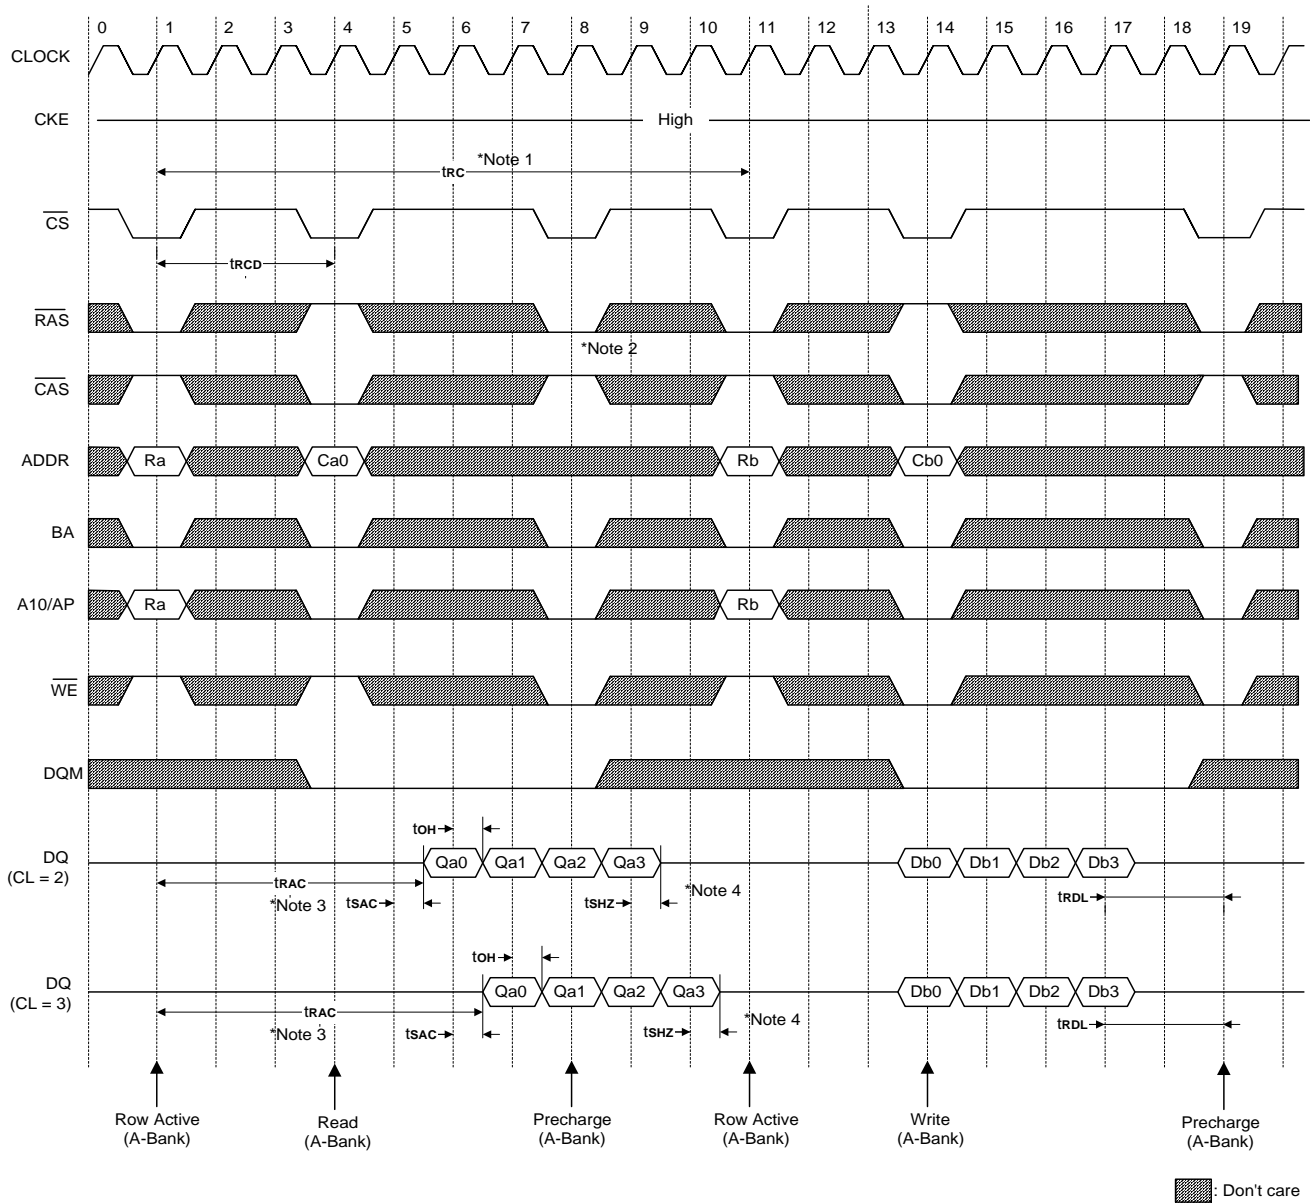 0 1 2 3 4 5 6 7 8 9 10 11 12 13 14 15 16 17 18 19
CLOCK
CKE High
*Note 1
tRC
CS
tRCD
RAS
*Note 2
CAS
ADDR Ra Ca0 Rb Cb0
BA
A10/AP Ra Rb
WE
DQM
tOH
DQ
(CL = 2)
Qa0 Qa1 Qa2 Qa3 Db0 Db1 Db2 Db3
tRAC
*Note 3
tSAC
tSHZ
*Note 4
tRDL
tOH
DQ
(CL = 3)
Qa0 Qa1 Qa2 Qa3 Db0 Db1 Db2 Db3
tRAC
*Note 3
tSAC
tSHZ
*Note 4
tRDL
Row Active
(A-Bank)
Read
(A-Bank)
Precharge
(A-Bank)
Row Active
(A-Bank)
Write
(A-Bank)
Precharge
(A-Bank)
: Don't care